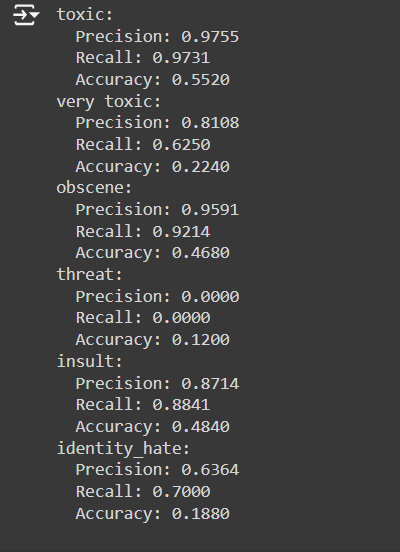 toxic:
Precision: 0.9755
Recall: 0.9731
Accuracy: 0.5520
very toxic:
Precision: 0.8108
Recall: 0.6250
Accuracy: 0.2240
obscene:
Precision: 0.9591
Recall: 0.9214
Accuracy: 0.4680
threat:
Precision: 0.0000
Recall: 0.0000
Accuracy: 0.1200
insult:
Precision: 0.8714
Recall: 0.8841
Accuracy: 0.4840
identity_hate:
Precision: 0.6364
Recall: 0.7000
Accuracy: 0.1880